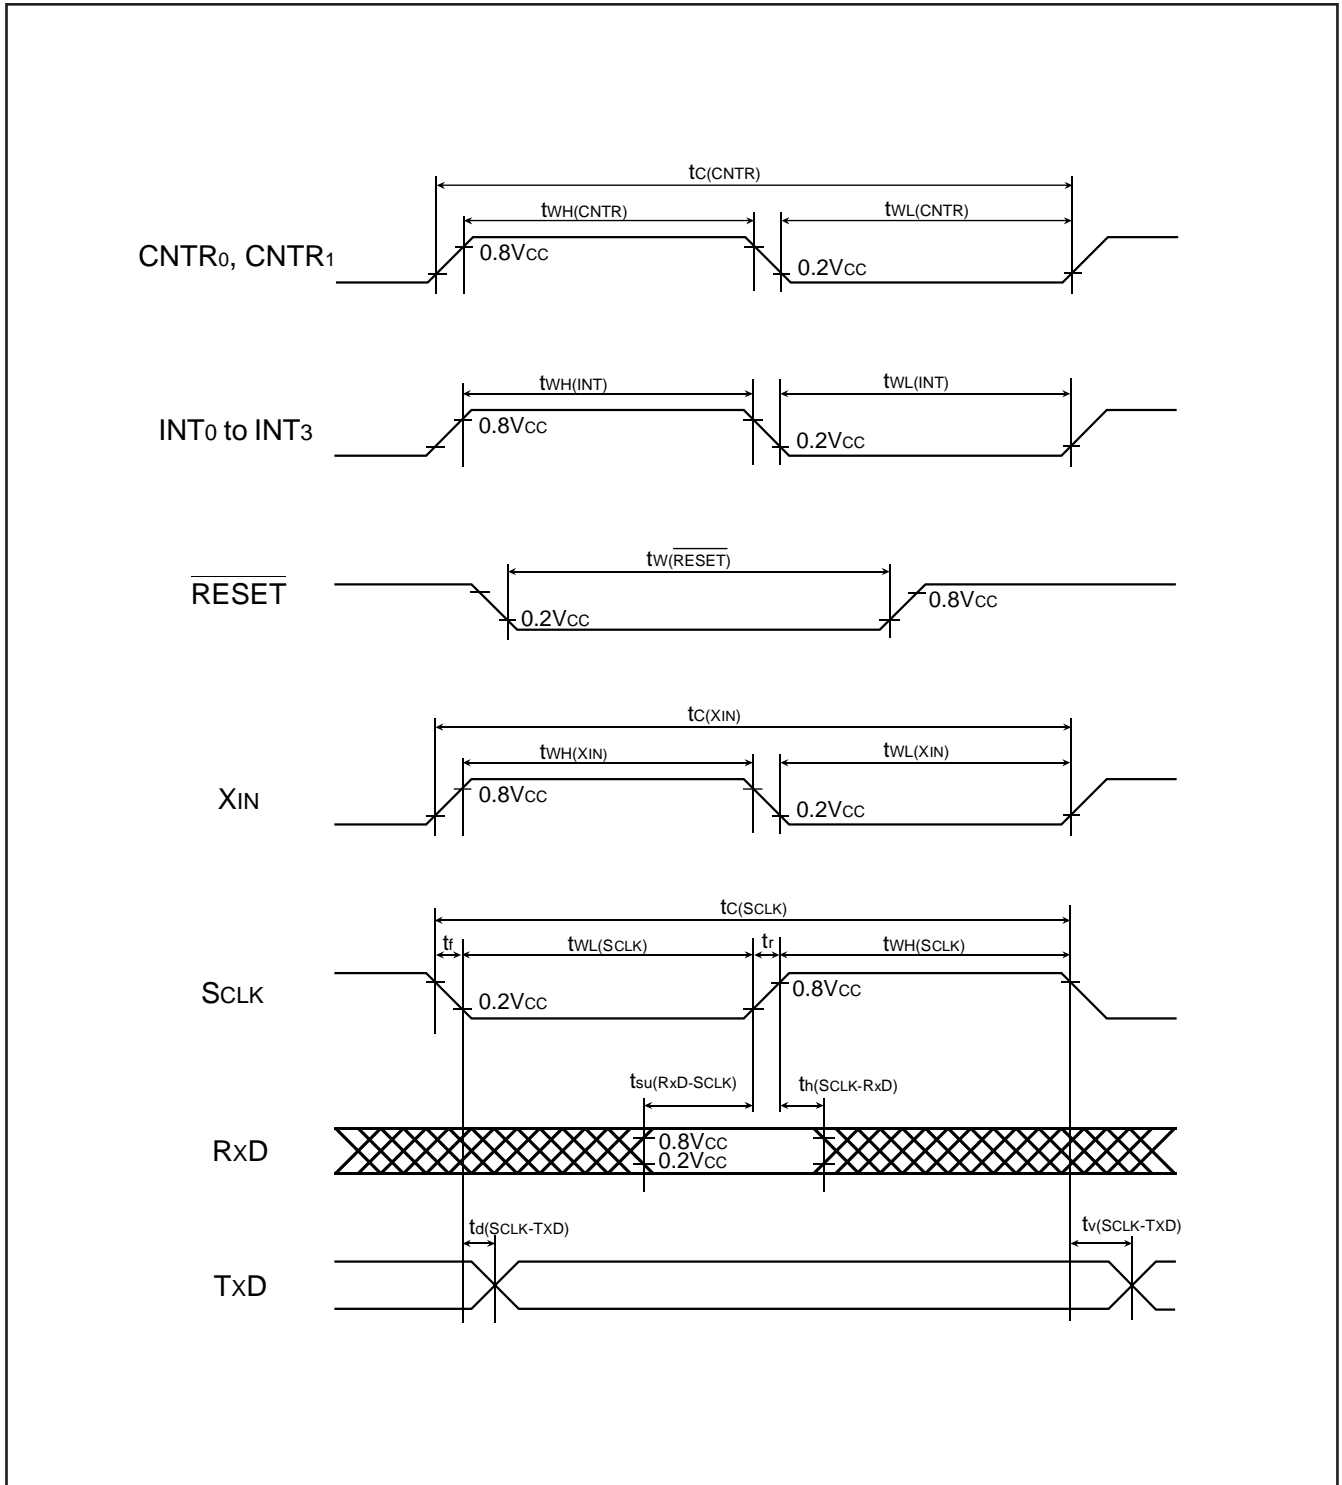 tC(CNTR)
tWH(CNTR) tWL(CNTR)
CNTR0, CNTR1
0.8VCC
0.2VCC
tWH(INT) tWL(INT)
INT0 to INT3
0.8VCC
0.2VCC
tW(RESET)
RESET
0.2VCC
0.8VCC
tC(XIN)
tWH(XIN) tWL(XIN)
XIN
0.8VCC
0.2VCC
tC(SCLK)
tf tWL(SCLK) tr tWH(SCLK)
SCLK
0.2VCC
0.8VCC
tsu(RxD-SCLK) th(SCLK-RxD)
RXD
0.8VCC
0.2VCC
td(SCLK-TXD) tv(SCLK-TXD)
TXD